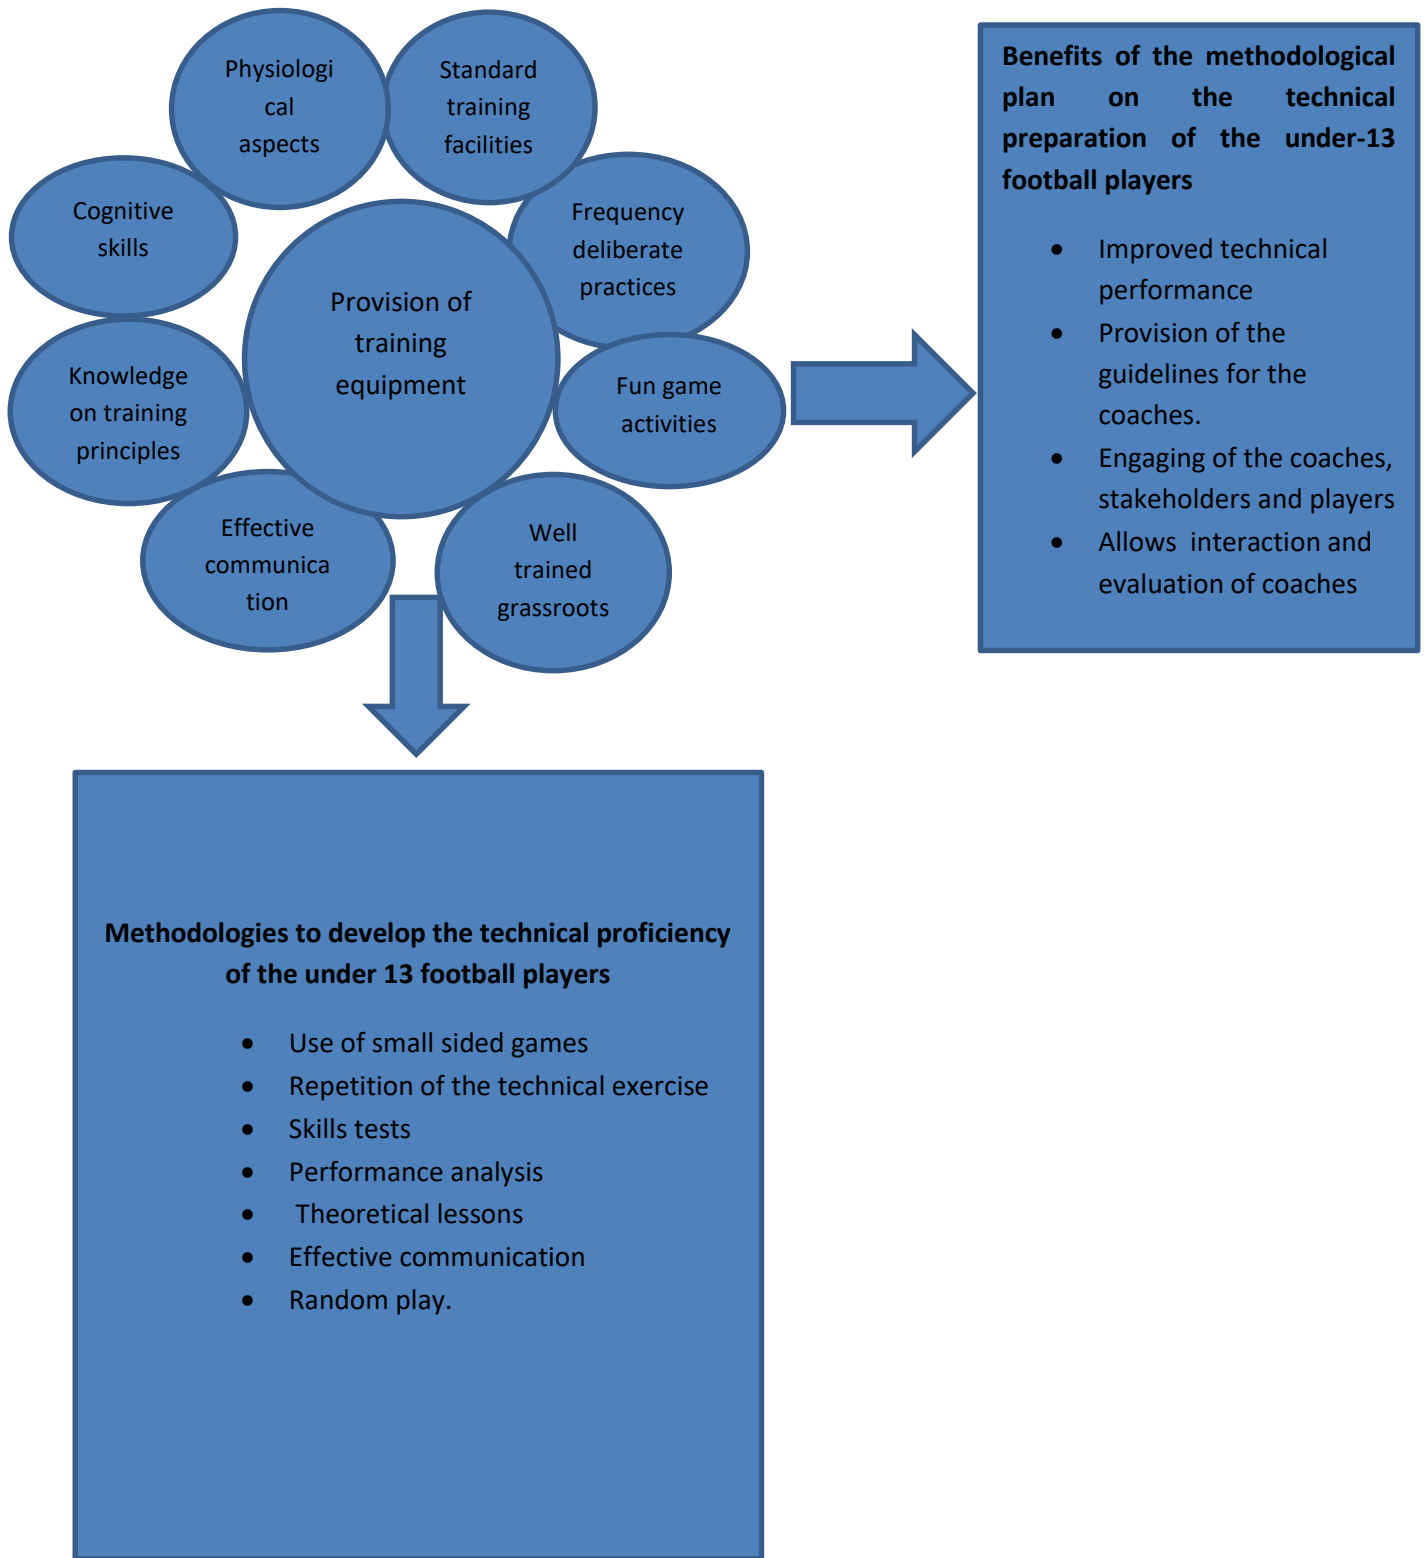 Physiologi
cal
aspects
Standard
training
facilities
Cognitive
skills
Frequency
deliberate
practices
Provision of
training
equipment
Knowledge
on training
principles
Fun game
activities
Effective
communica
tion
Well
trained
grassroots
Benefits of the methodological
plan on the technical
preparation of the under-13
football players
• Improved technical
performance
• Provision of the
guidelines for the
coaches.
• Engaging of the coaches,
stakeholders and players
• Allows interaction and
evaluation of coaches
Methodologies to develop the technical proficiency
of the under 13 football players
• Use of small sided games
• Repetition of the technical exercise
• Skills tests
• Performance analysis
• Theoretical lessons
• Effective communication
• Random play.